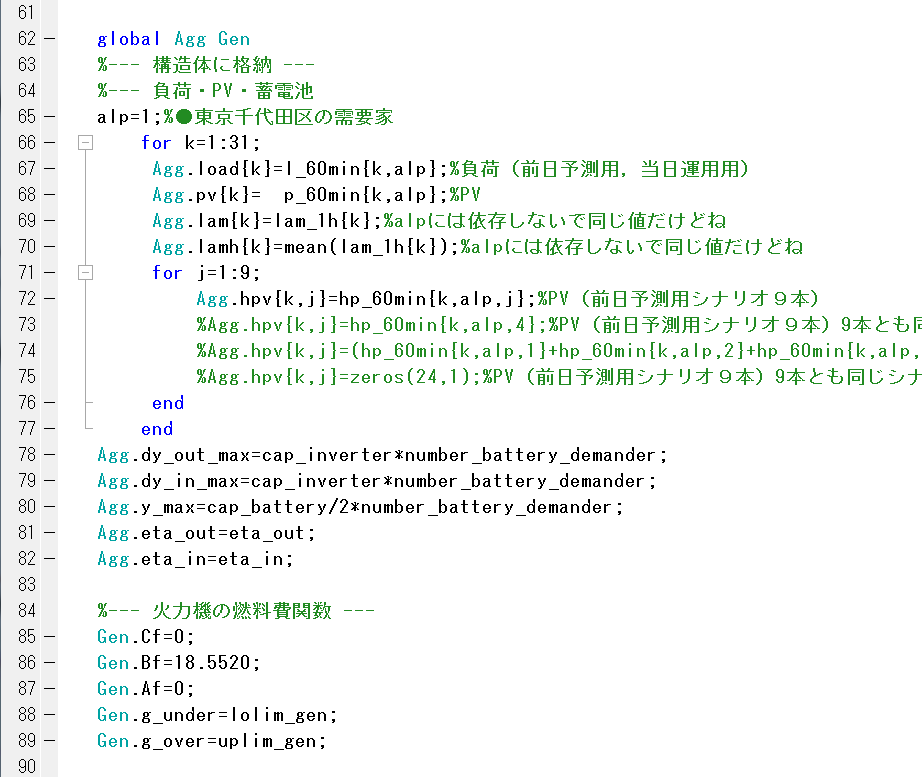 61
62 — global Agg Gen
63 %--- 構造体に格納 ---
64 %--- 負荷・PV・蓄電池
65 — alp=1;%●東京千代田区の需要家
66 — for k=1:31;
67 — Agg.load{k}=l_60min{k,alp};%負荷（前日予測用，当日運用用）
68 — Agg.pv{k}=  p_60min{k,alp};%PV
69 — Agg.lam{k}=lam_1h{k};%alpには依存しないで同じ値だけどね
70 — Agg.lamh{k}=mean(lam_1h{k});%alpには依存しないで同じ値だけどね
71 — for j=1:9;
72 — Agg.hpv{k,j}=hp_60min{k,alp,j};%PV（前日予測用シナリオ９本）
73 %Agg.hpv{k,j}=hp_60min{k,alp,4};%PV（前日予測用シナリオ９本）9本とも同
74 %Agg.hpv{k,j}=(hp_60min{k,alp,1}+hp_60min{k,alp,2}+hp_60min{k,alp,
75 %Agg.hpv{k,j}=zeros(24,1);%PV（前日予測用シナリオ９本）9本とも同じシナ
76 — end
77 — end
78 — Agg.dy_out_max=cap_inverter*number_battery_demander;
79 — Agg.dy_in_max=cap_inverter*number_battery_demander;
80 — Agg.y_max=cap_battery/2*number_battery_demander;
81 — Agg.eta_out=eta_out;
82 — Agg.eta_in=eta_in;
83
84 %--- 火力機の燃料費関数 ---
85 — Gen.Cf=0;
86 — Gen.Bf=18.5520;
87 — Gen.Af=0;
88 — Gen.g_under=lolim_gen;
89 — Gen.g_over=uplim_gen;
90